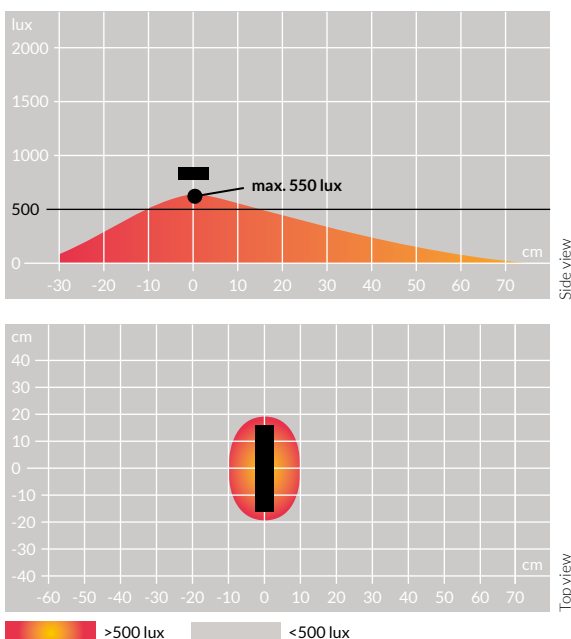 lux
2000
1500
1000
max. 550 lux
500
0
cm
-30 -20 -10 0 10 20 30 40 50 60 70
Side view
cm
40
30
20
10
0
-10
-20
-30
cm
-40
-60 -50 -40 -30 -20 -10 0 10 20 30 40 50 60 70
Top view
>500 lux <500 lux